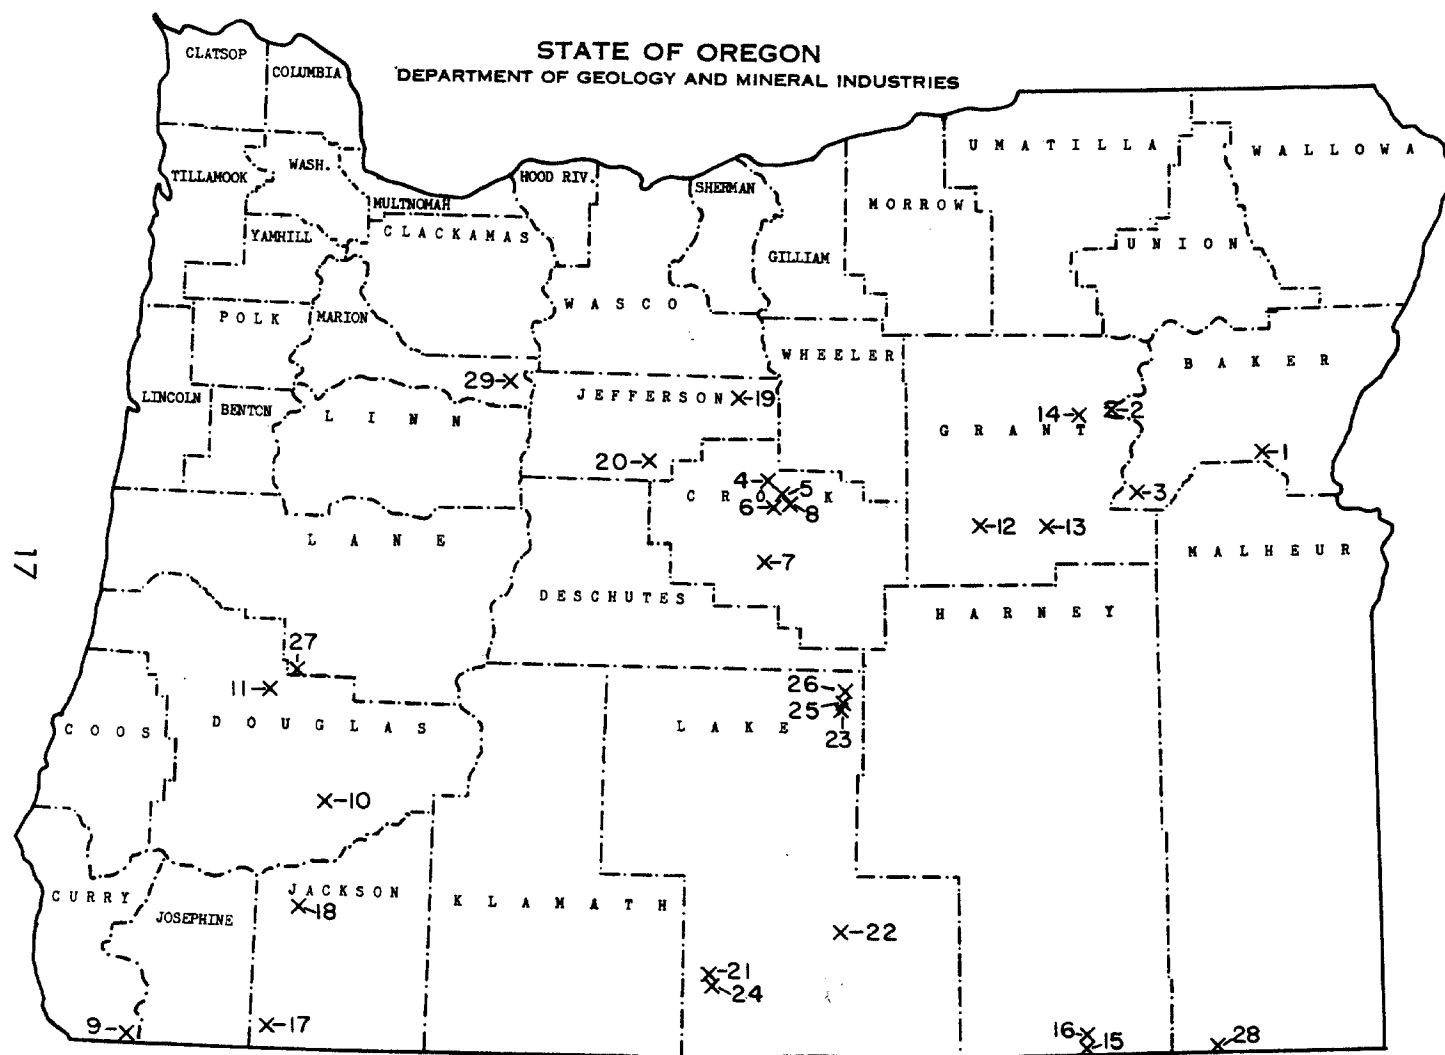 STATE OF OREGON
DEPARTMENT OF GEOLOGY AND MINERAL INDUSTRIES
CLATSOP
COLUMBIA
TILLAMOOK
WASH.
MULTNOMAH
HOOD RIV.
SHERMAN
UMATILLA
WALLOWA
MORROW
YAMHILL
CLACKAMAS
GILLIAM
UNION
WASCO
POLK
MARION
WHEELER
BAKER
29
LINCOLN
BENTON
LINN
JEFFERSON
19
14
2
GRANT
1
20
4
CROOK
5
6
8
3
12
13
LANE
MALHEUR
17
7
DESCHUTES
HARNEY
27
11
26
25
23
COOS
DOUGLAS
LAKE
10
CURRY
JOSEPHINE
JACKSON
18
KLAMATH
22
21
24
9
17
16
15
28